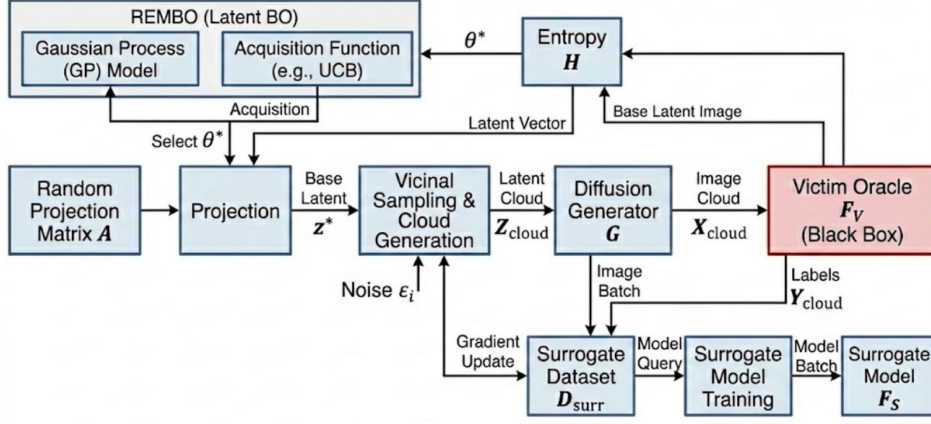 REMBO (Latent BO)
Gaussian Process
(GP) Model
Acquisition Function
(e.g., UCB)
θ*
Entropy
H
Acquisition
Select θ*
Latent Vector
Base Latent Image
Random
Projection
Matrix A
Projection
Base
Latent
z*
Vicinal
Sampling &
Cloud
Generation
Latent
Cloud
Z_cloud
Diffusion
Generator
G
Image
Cloud
X_cloud
Victim Oracle
F_V
(Black Box)
Noise ε_i
Image
Batch
Labels
Y_cloud
Gradient
Update
Surrogate
Dataset
D_surr
Model
Query
Surrogate
Model
Training
Model
Batch
Surrogate
Model
F_S